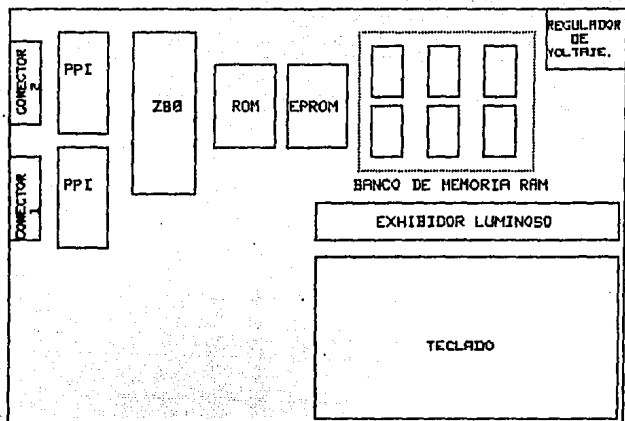 REGULADOR
DE
VOLTAJE.
CONECTOR
2
PPI
Z80
ROM
EPROM
BANCO DE MEMORIA RAM
CONECTOR
1
PPI
EXHIBIDOR LUMINOSO
TECLADO